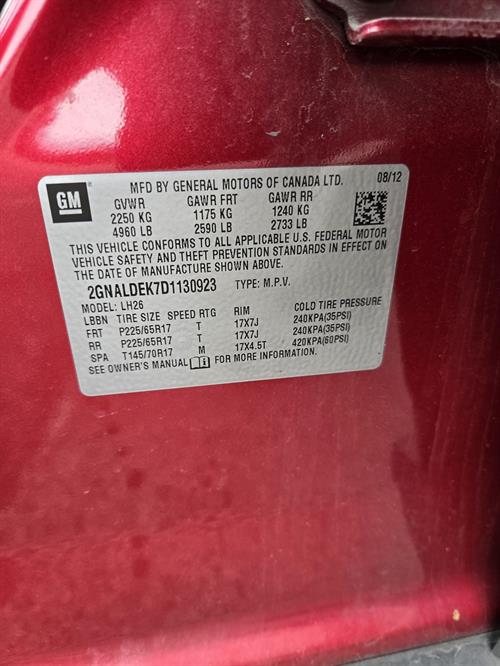 GM
MFD BY GENERAL MOTORS OF CANADA LTD. 08/12
GVWR GAWR FRT GAWR RR
2250 KG 1175 KG 1240 KG
4960 LB 2590 LB 2733 LB
THIS VEHICLE CONFORMS TO ALL APPLICABLE U.S. FEDERAL MOTOR
VEHICLE SAFETY AND THEFT PREVENTION STANDARDS IN EFFECT ON
THE DATE OF MANUFACTURE SHOWN ABOVE.
2GNALDEK7D1130923 TYPE: M.P.V.
MODEL: LH26
LBBN TIRE SIZE SPEED RTG RIM COLD TIRE PRESSURE
FRT P225/65R17 T 17X7J 240KPA(35PSI)
RR P225/65R17 T 17X7J 240KPA(35PSI)
SPA T145/70R17 M 17X4.5T 420KPA(60PSI)
SEE OWNER'S MANUAL FOR MORE INFORMATION.